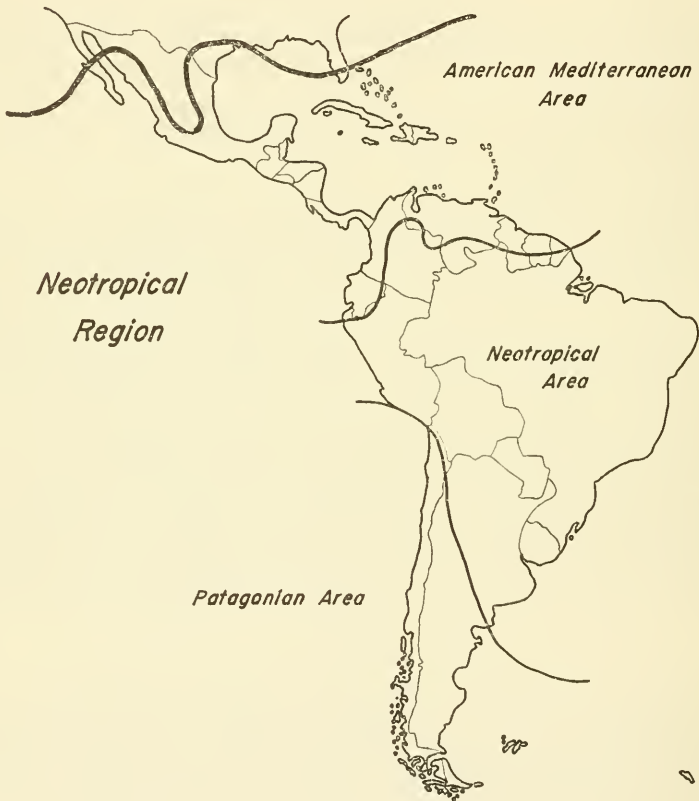 American Mediterranean
Area
Neotropical
Region
Neotropical
Area
Patagonian Area